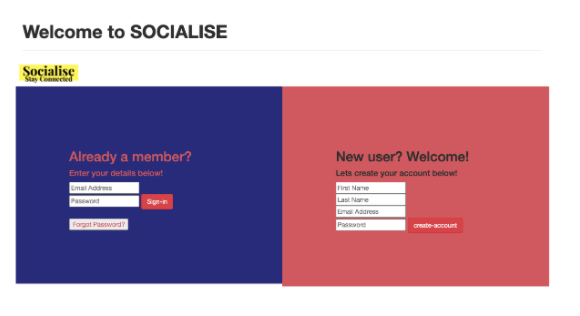 Welcome to SOCIALISE
Socialise
Stay Connected
Already a member?
Enter your details below!
Email Address
Password
Sign-in
Forgot Password?
New user? Welcome!
Lets create your account below!
First Name
Last Name
Email Address
Password
create-account